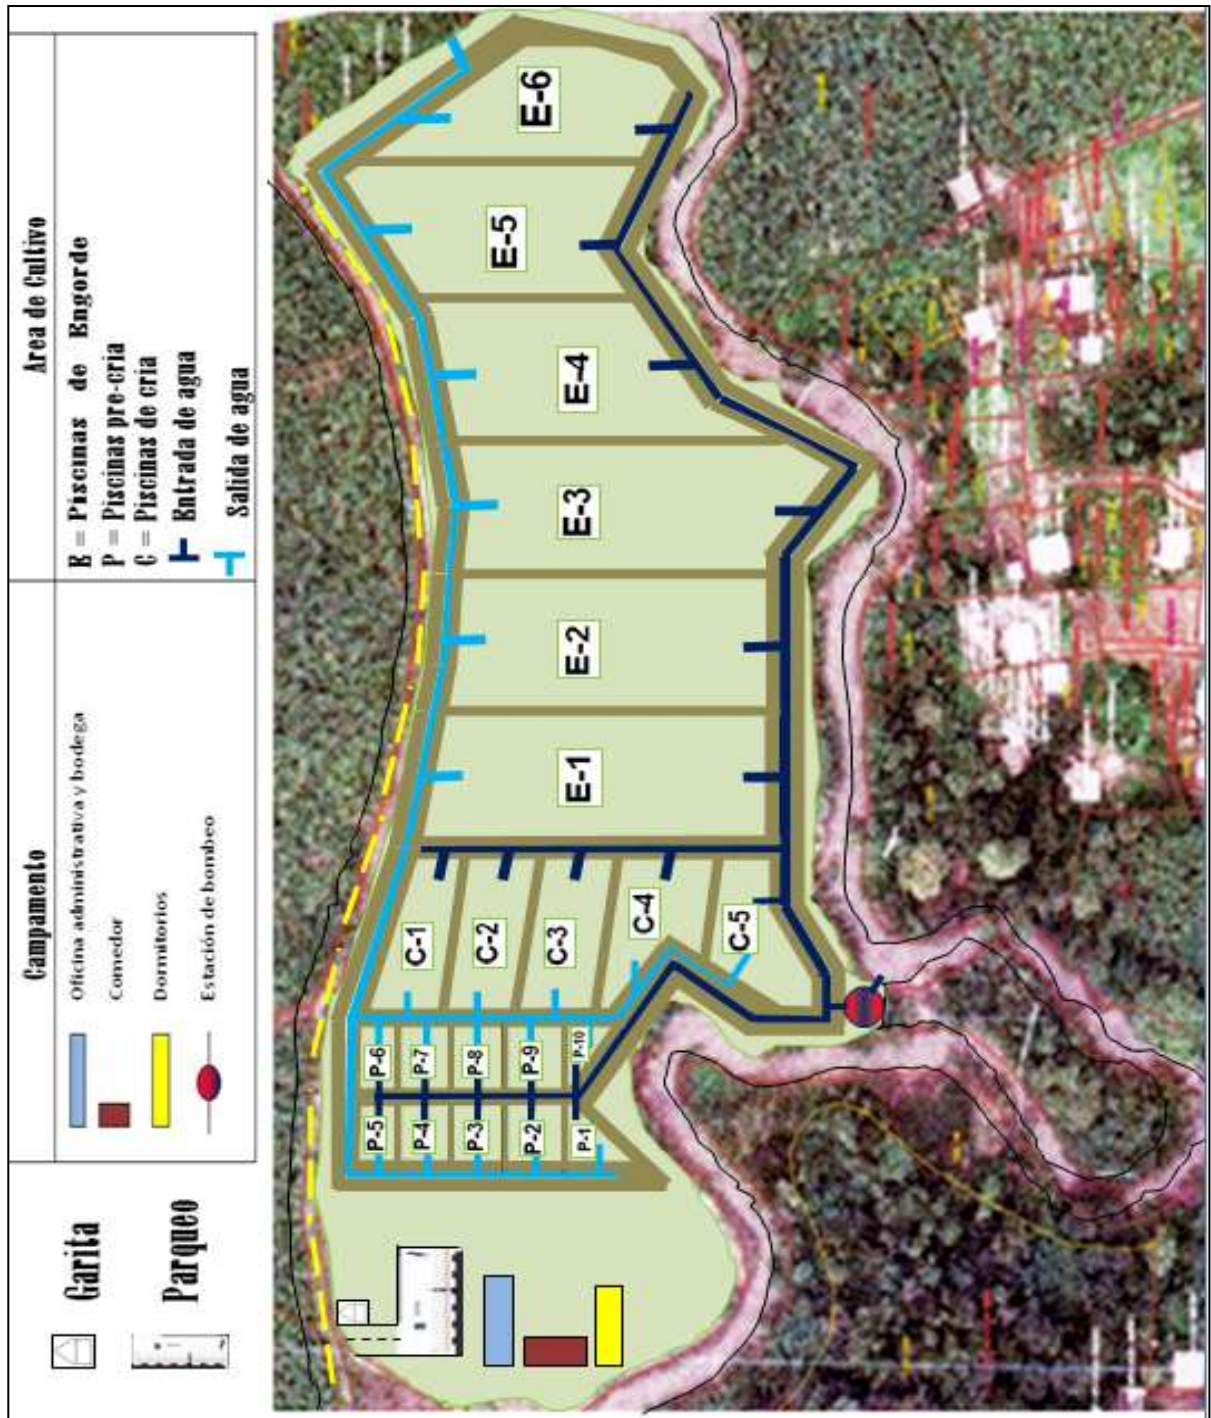 Garita
Parqueo
Campamento
Oficina administrativa y bodega
Comedor
Dormitorios
Estación de bombeo
Area de Cultivo
E = Piscinas de Engorde
P = Piscinas pre-cria
C = Piscinas de cria
Entrada de agua
Salida de agua
P-5
P-6
P-4
P-7
P-3
P-8
P-2
P-9
P-1
P-10
C-1
C-2
C-3
C-4
C-5
E-1
E-2
E-3
E-4
E-5
E-6